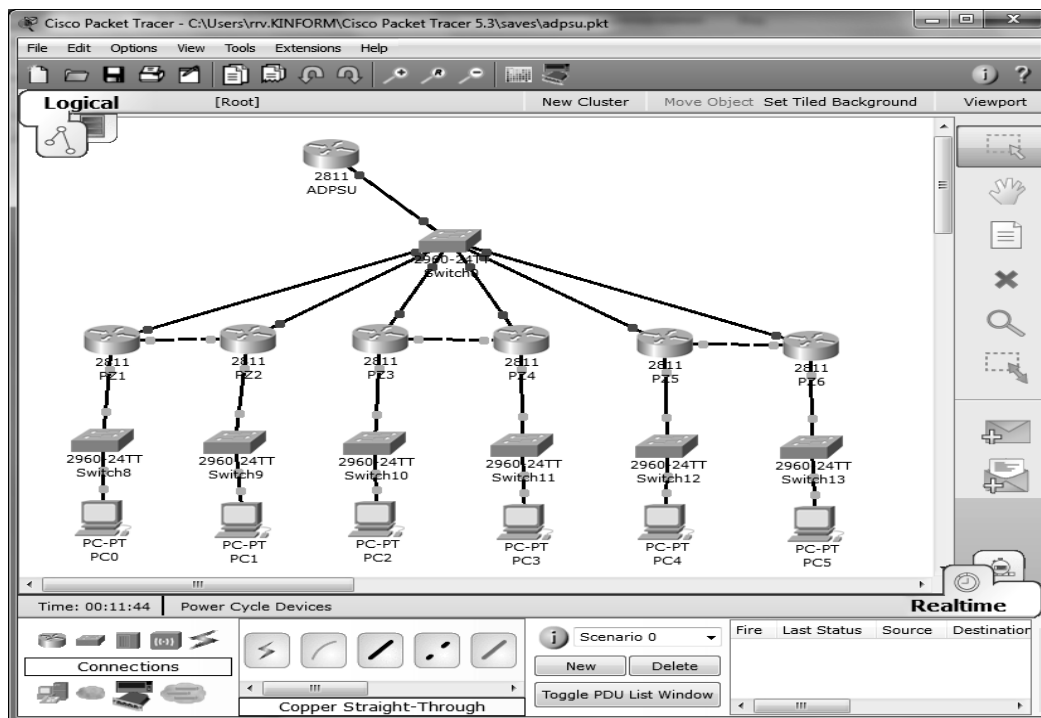 Cisco Packet Tracer - C:\Users\rrv.KINFORM\Cisco Packet Tracer 5.3\saves\adpsu.pkt
File Edit Options View Tools Extensions Help
Logical [Root] New Cluster Move Object Set Tiled Background Viewport
2811
ADPSU
2960-24TT
Switch0
2811
PZ1
2811
PZ2
2811
PZ3
2811
PZ4
2811
PZ5
2811
PZ6
2960-24TT
Switch8
2960-24TT
Switch9
2960-24TT
Switch10
2960-24TT
Switch11
2960-24TT
Switch12
2960-24TT
Switch13
PC-PT
PC0
PC-PT
PC1
PC-PT
PC2
PC-PT
PC3
PC-PT
PC4
PC-PT
PC5
Time: 00:11:44 Power Cycle Devices Realtime
Connections
Copper Straight-Through
Scenario 0
New Delete
Toggle PDU List Window
Fire Last Status Source Destination